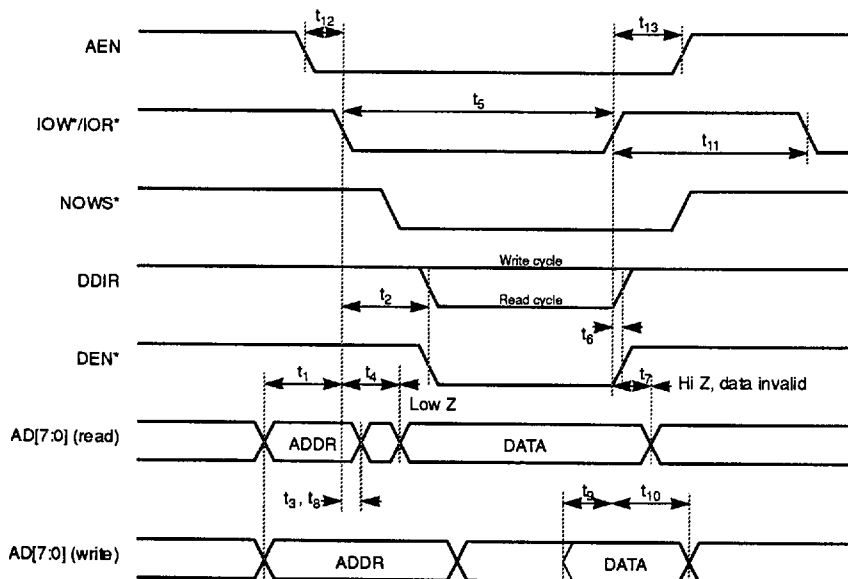 t12
AEN
t13
t5
IOW*/IOR*
t11
NOWS*
Write cycle
DDIR
Read cycle
t2
t6
DEN*
t1
t4
t7
Hi Z, data invalid
Low Z
AD[7:0] (read)
ADDR
DATA
t3 , t8
t9
t10
AD[7:0] (write)
ADDR
DATA